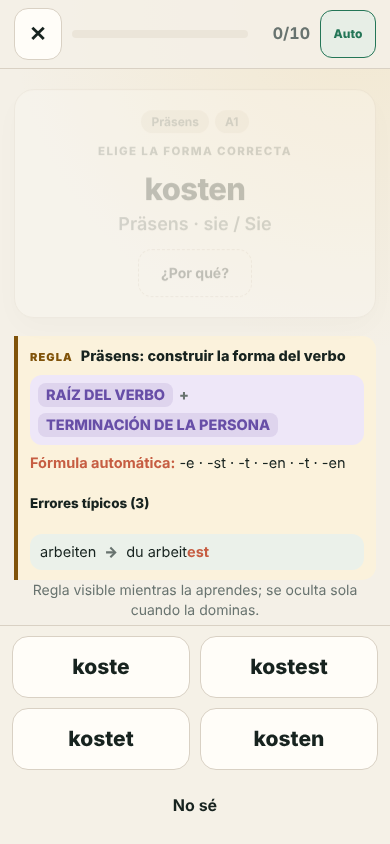 ✕ 0/10 Auto
Präsens A1
ELIGE LA FORMA CORRECTA
kosten
Präsens · sie / Sie
¿Por qué?
REGLA Präsens: construir la forma del verbo
RAÍZ DEL VERBO +
TERMINACIÓN DE LA PERSONA
Fórmula automática: -e · -st · -t · -en · -t · -en
Errores típicos (3)
arbeiten → du arbeitest
Regla visible mientras la aprendes; se oculta sola
cuando la dominas.
koste kostest
kostet kosten
No sé